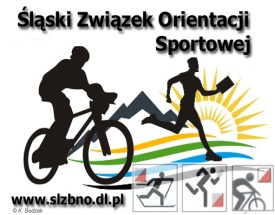 Śląski Związek Orientacji
Sportowej
www.slzbno.dl.pl
© K. Bodzek